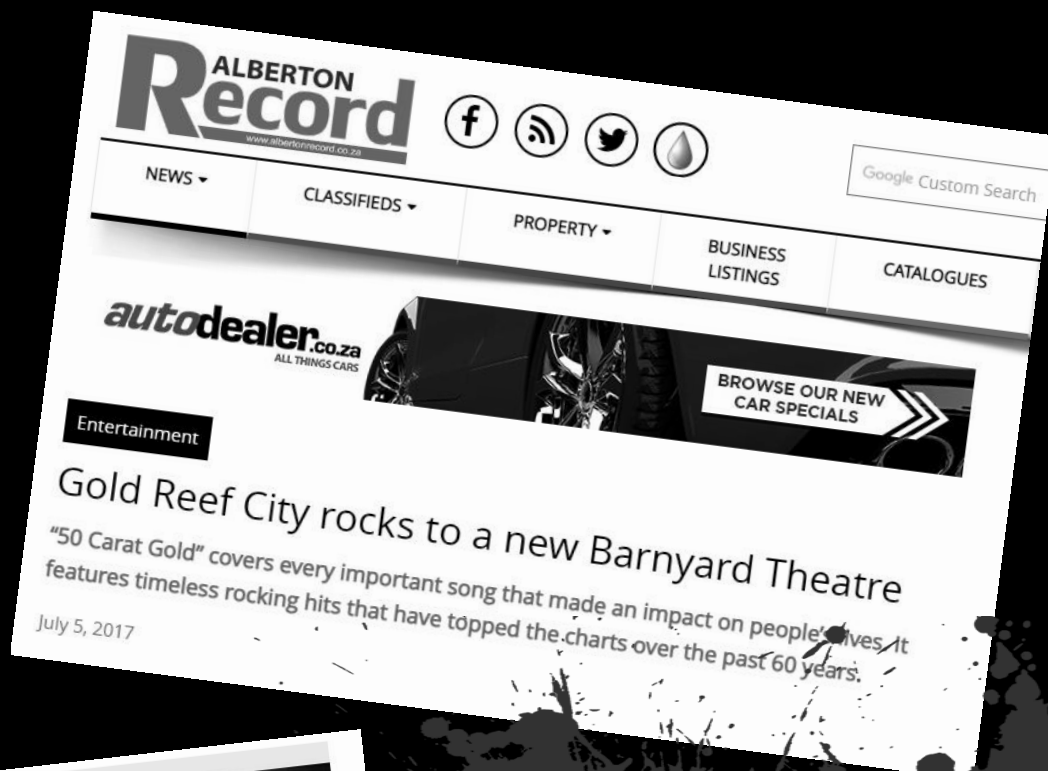 ALBERTON
Record
www.albertonrecord.co.za
Google Custom Search
NEWS
CLASSIFIEDS
PROPERTY
BUSINESS
LISTINGS
CATALOGUES
autodealer.co.za
ALL THINGS CARS
BROWSE OUR NEW
CAR SPECIALS
Entertainment
Gold Reef City rocks to a new Barnyard Theatre
“50 Carat Gold” covers every important song that made an impact on people’s lives. It
features timeless rocking hits that have topped the charts over the past 60 years.
July 5, 2017